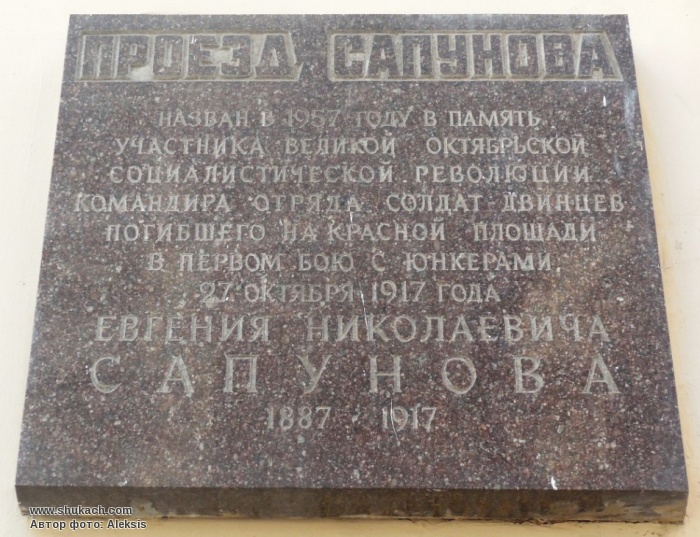 ПРОЕЗД САПУНОВА
НАЗВАН В 1957 ГОДУ В ПАМЯТЬ
УЧАСТНИКА ВЕЛИКОЙ ОКТЯБРЬСКОЙ
СОЦИАЛИСТИЧЕСКОЙ РЕВОЛЮЦИИ
КОМАНДИРА ОТРЯДА СОЛДАТ-ДВИНЦЕВ
ПОГИБШЕГО НА КРАСНОЙ ПЛОЩАДИ
В ПЕРВОМ БОЮ С ЮНКЕРАМИ
27 ОКТЯБРЯ 1917 ГОДА
ЕВГЕНИЯ НИКОЛАЕВИЧА
САПУНОВА
1887 - 1917
www.shukach.com
Автор фото: Aleksis